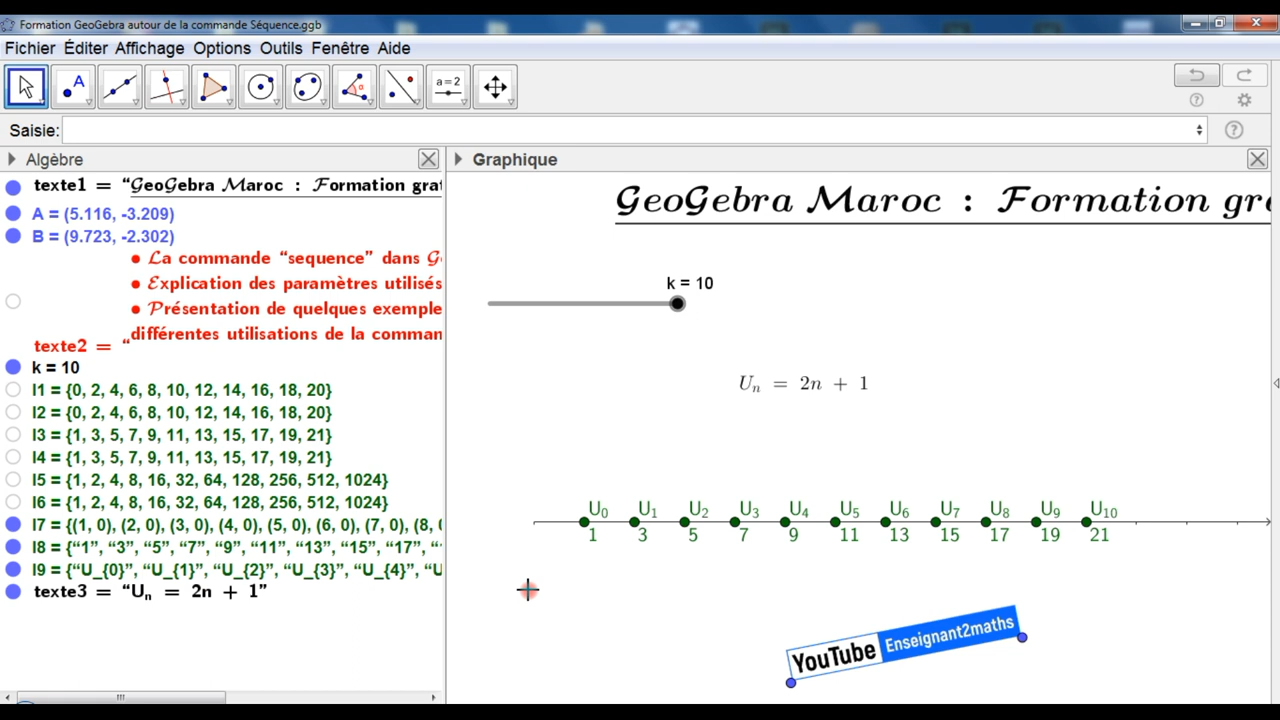 Formation GeoGebra autour de la commande Séquence.ggb
Fichier Éditer Affichage Options Outils Fenêtre Aide
A
α
a=2
Saisie:
Algèbre
Graphique
texte1 = “GeoGebra Maroc : Formation grat
A = (5.116, -3.209)
B = (9.723, -2.302)
• La commande “sequence” dans G
• Explication des paramètres utilisés
• Présentation de quelques exemple
différentes utilisations de la comman
texte2 = “
k = 10
l1 = {0, 2, 4, 6, 8, 10, 12, 14, 16, 18, 20}
l2 = {0, 2, 4, 6, 8, 10, 12, 14, 16, 18, 20}
l3 = {1, 3, 5, 7, 9, 11, 13, 15, 17, 19, 21}
l4 = {1, 3, 5, 7, 9, 11, 13, 15, 17, 19, 21}
l5 = {1, 2, 4, 8, 16, 32, 64, 128, 256, 512, 1024}
l6 = {1, 2, 4, 8, 16, 32, 64, 128, 256, 512, 1024}
l7 = {(1, 0), (2, 0), (3, 0), (4, 0), (5, 0), (6, 0), (7, 0), (8, 0
l8 = {“1”, “3”, “5”, “7”, “9”, “11”, “13”, “15”, “17”, “
l9 = {“U_{0}”, “U_{1}”, “U_{2}”, “U_{3}”, “U_{4}”, “U
texte3 = “Uₙ = 2n + 1”
GeoGebra Maroc : Formation gra
k = 10
Uₙ = 2n + 1
U₀ U₁ U₂ U₃ U₄ U₅ U₆ U₇ U₈ U₉ U₁₀
1 3 5 7 9 11 13 15 17 19 21
YouTube Enseignant2maths